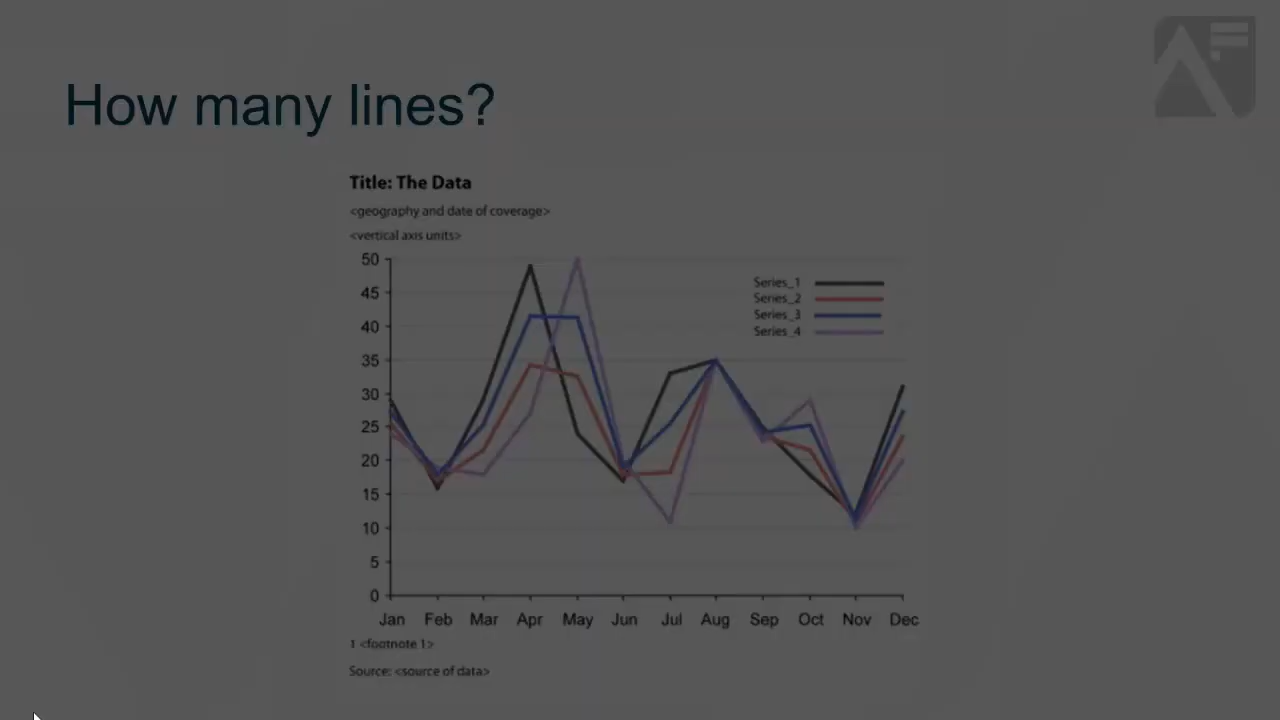 How many lines?
Title: The Data
<geography and date of coverage>
<vertical axis units>
50
45
40
35
30
25
20
15
10
5
0
Series_1
Series_2
Series_3
Series_4
Jan Feb Mar Apr May Jun Jul Aug Sep Oct Nov Dec
1 <footnote 1>
Source: <source of data>